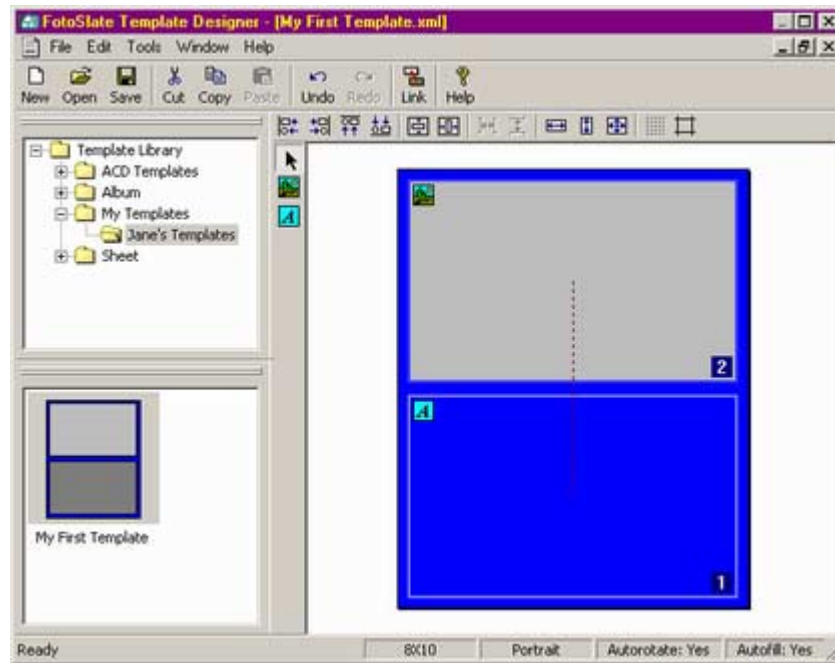 FotoSlate Template Designer - [My First Template.xml]
File Edit Tools Window Help
New Open Save Cut Copy Paste Undo Redo Link Help
Template Library
ACD Templates
Album
My Templates
Jane's Templates
Sheet
A
2
A
1
My First Template
Ready 8X10 Portrait Autorotate: Yes Autofill: Yes